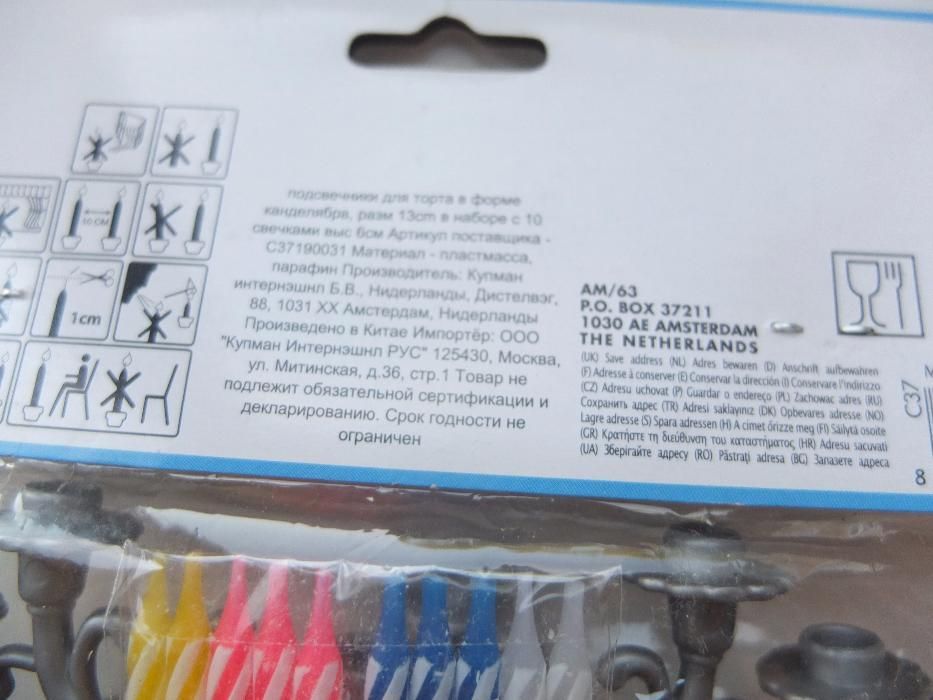 10 CM
1cm
подсвечники для торта в форме
канделябра, разм 13cm в наборе с 10
свечками выс 6см Артикул поставщика -
C37190031 Материал - пластмасса,
парафин Производитель: Купман
интернэшнл Б.В., Нидерланды, Дистелвэг,
88, 1031 XX Амстердам, Нидерланды
Произведено в Китае Импортёр: ООО
"Купман Интернэшнл РУС" 125430, Москва,
ул. Митинская, д.36, стр.1 Товар не
подлежит обязательной сертификации и
декларированию. Срок годности не
ограничен
AM/63
P.O. BOX 37211
1030 AE AMSTERDAM
THE NETHERLANDS
(UK) Save address (NL) Adres bewaren (D) Anschrift aufbewahren
(F) Adresse à conserver (E) Conservar la dirección (I) Conservare l'indirizzo
(CZ) Adresu uchovat (P) Guardar o endereço (PL) Zachowac adres (RU)
Сохранить адрес (TR) Adresi saklayiniz (DK) Opbevares adresse (NO)
Lagre adresse (S) Spara adressen (H) A cimet őrizze meg (FI) Säilytä osoite
(GR) Κρατήστε τη διεύθυνση του καταστήματος (HR) Adresu sacuvati
(UA) Зберігайте адресу (RO) Păstrați adresa (BG) Запазете адреса
C37
8